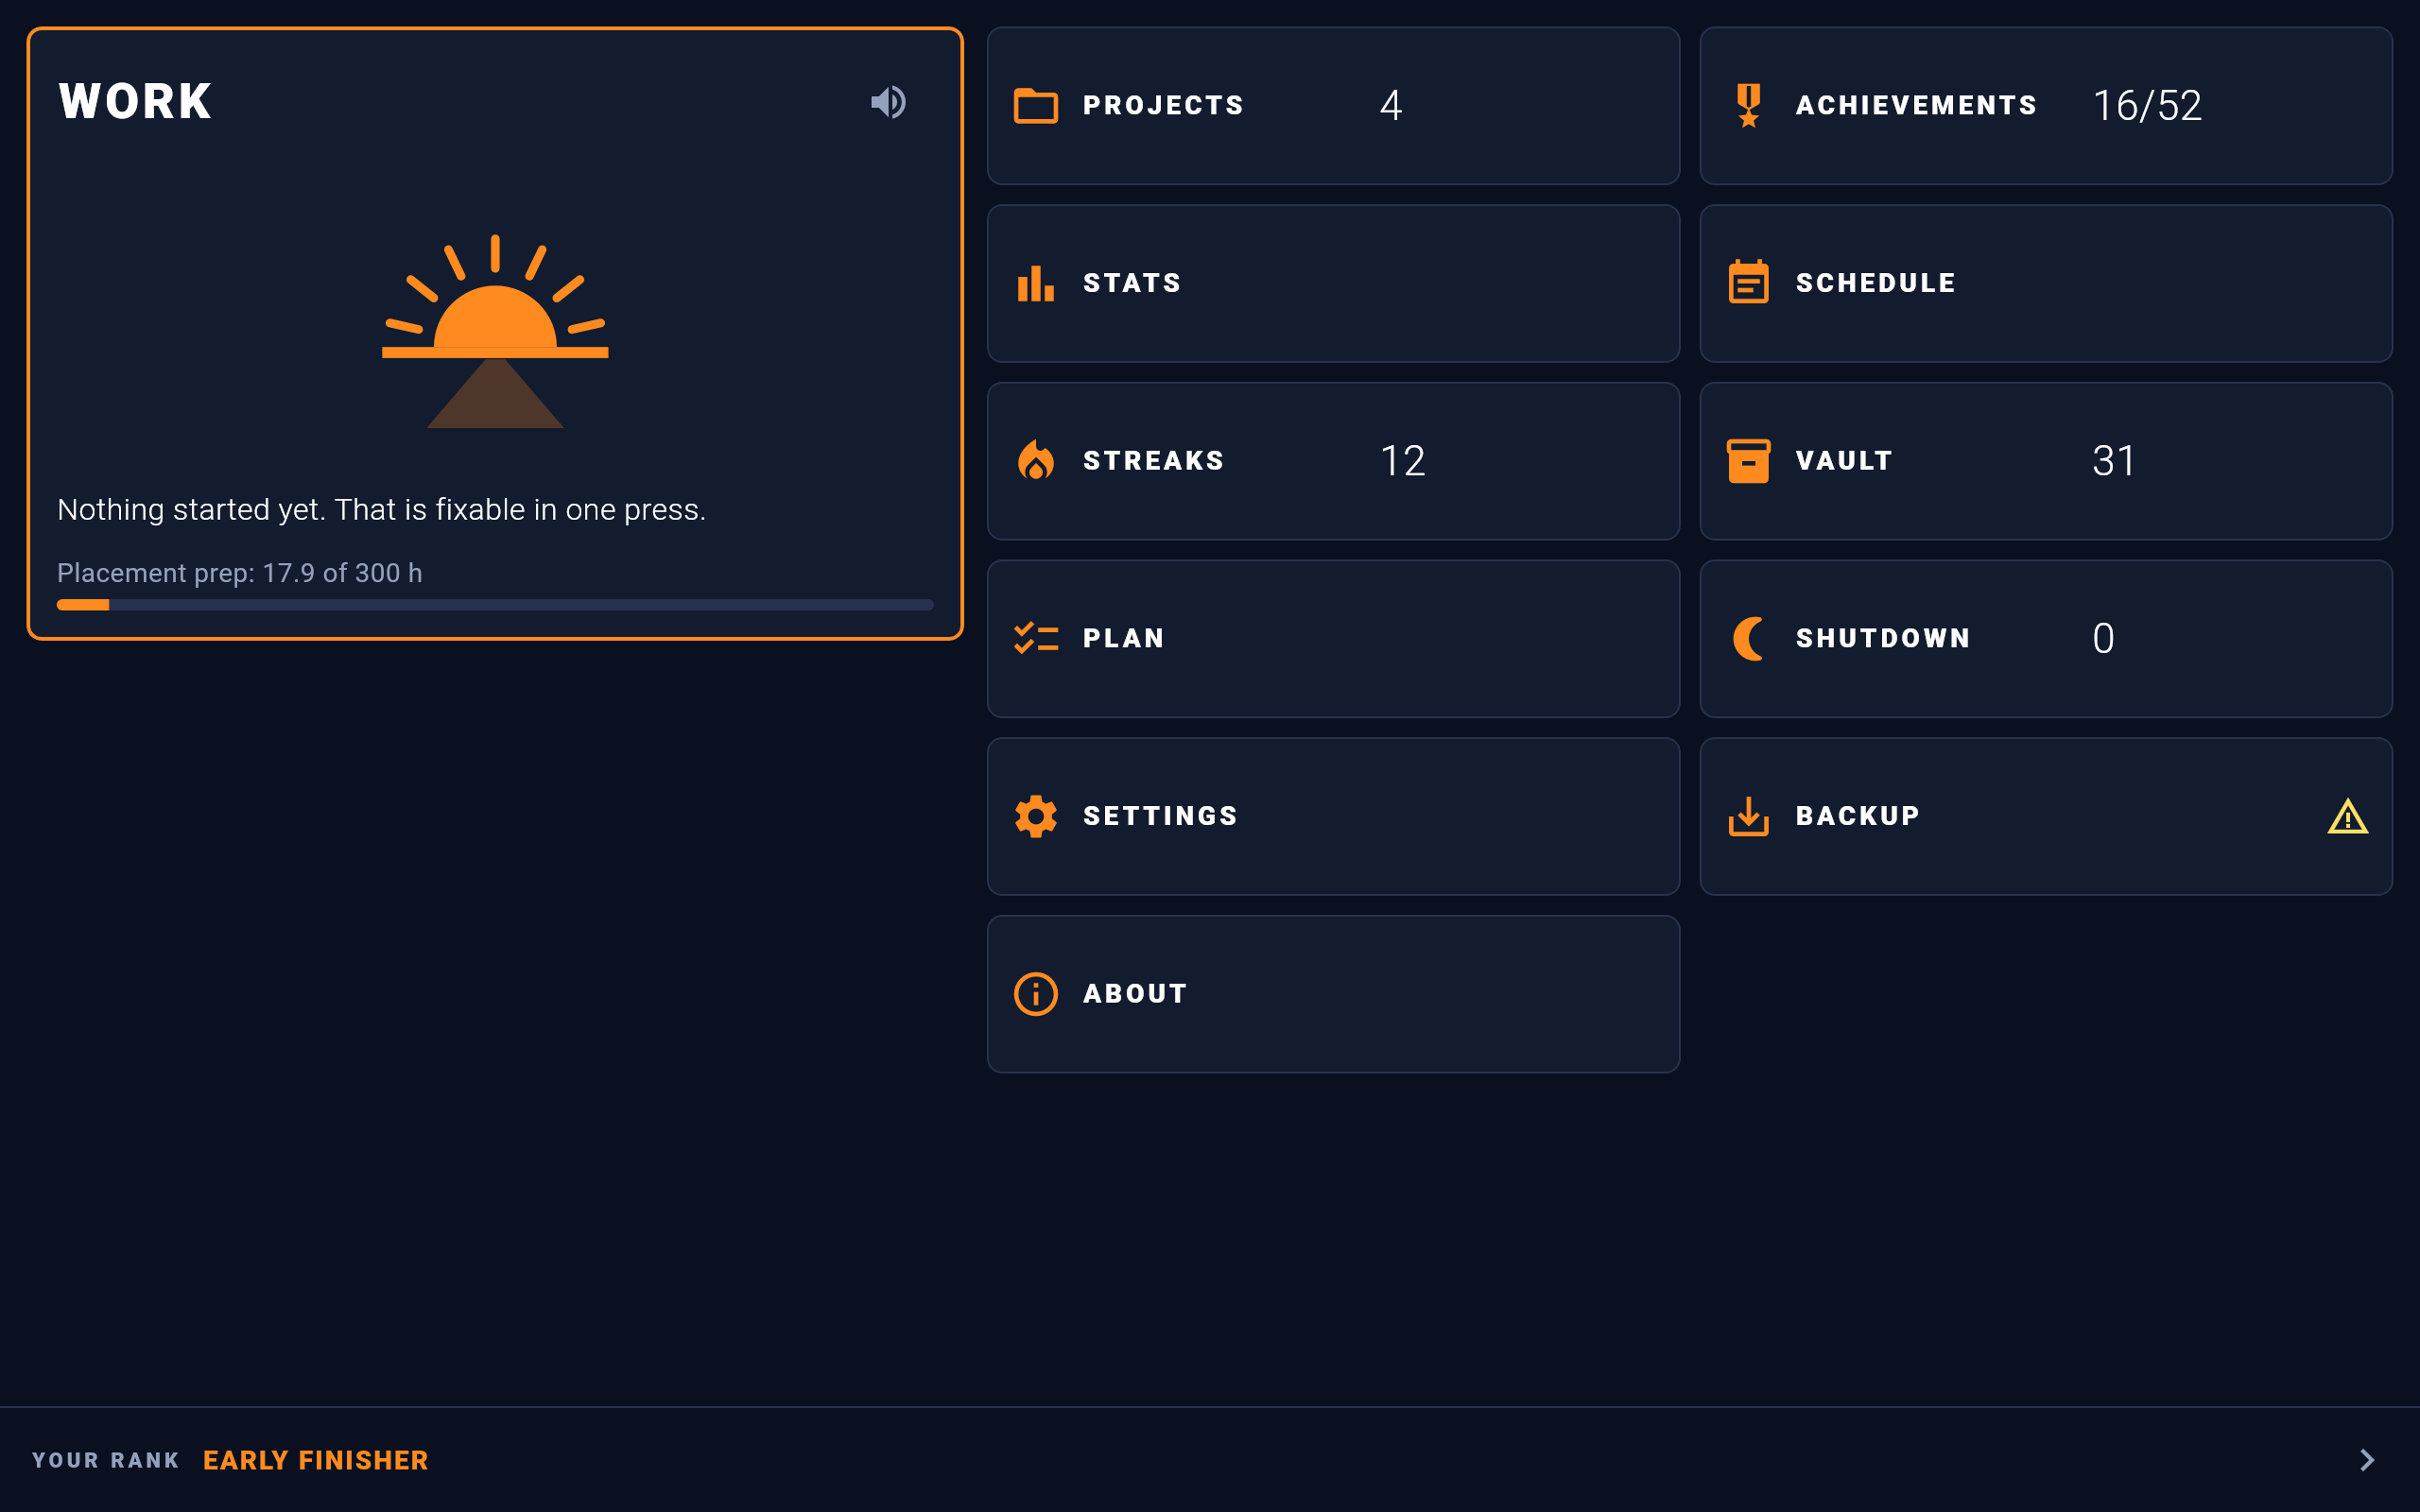 WORK
Nothing started yet. That is fixable in one press.
Placement prep: 17.9 of 300 h
PROJECTS 4
ACHIEVEMENTS 16/52
STATS
SCHEDULE
STREAKS 12
VAULT 31
PLAN
SHUTDOWN 0
SETTINGS
BACKUP
ABOUT
YOUR RANK EARLY FINISHER